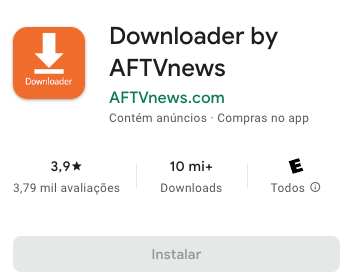 Downloader by
AFTVnews
Downloader
AFTVnews.com
Contém anúncios · Compras no app
3,9★
10 mi+
E
3,79 mil avaliações
Downloads
Todos ⓘ
Instalar